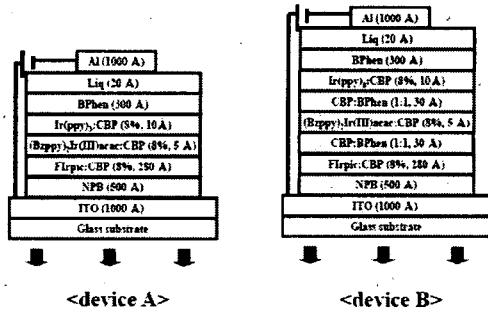 Al (1000 A)
Liq (20 A)
BPhen (300 A)
Ir(ppy)3:CBP (8%, 10 A)
(Bzppy)2Ir(III)acac:CBP (8%, 5 A)
FIrpic:CBP (8%, 280 A)
NPB (500 A)
ITO (1000 A)
Glass substrate
<device A>
Al (1000 A)
Liq (20 A)
BPhen (300 A)
Ir(ppy)3:CBP (8%, 10 A)
CBP:BPhen (1:1, 30 A)
(Bzppy)2Ir(III)acac:CBP (8%, 5 A)
CBP:BPhen (1:1, 30 A)
FIrpic:CBP (8%, 280 A)
NPB (500 A)
ITO (1000 A)
Glass substrate
<device B>